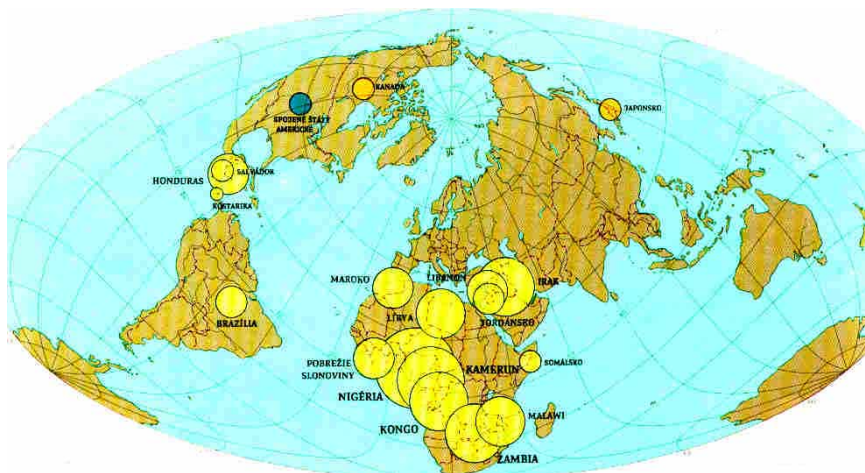 KANADA
SPOJENÉ ŠTÁTY
AMERICKÉ
JAPONSKO
HONDURAS
SALVÁDOR
KOSTARIKA
MAROKO
LIBANON
IRAK
LÍBYA
JORDÁNSKO
BRAZÍLIA
POBREŽIE
SLONOVINY
KAMERUN
SOMÁLSKO
NIGÉRIA
KONGO
MALAWI
ZAMBIA